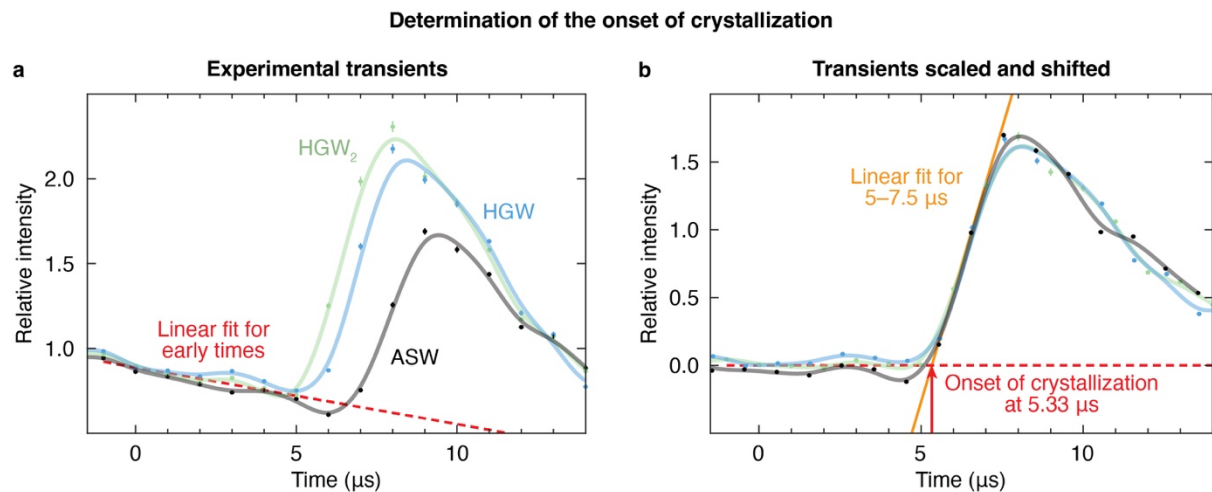 Determination of the onset of crystallization
a
Experimental transients
Relative intensity
2.0
1.5
1.0
HGW₂
HGW
ASW
Linear fit for
early times
0
5
10
Time (µs)
b
Transients scaled and shifted
Relative intensity
1.5
1.0
0.5
0.0
Linear fit for
5–7.5 µs
Onset of crystallization
at 5.33 µs
0
5
10
Time (µs)